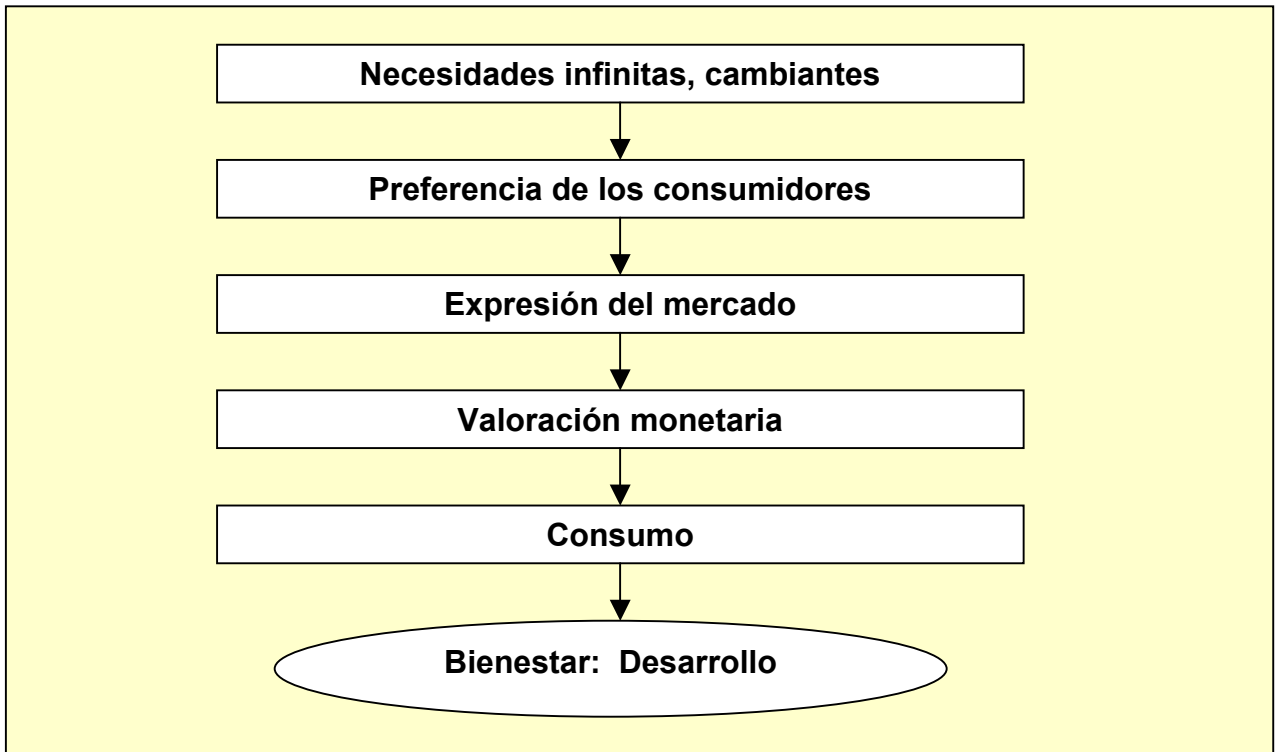 Necesidades infinitas, cambiantes
Preferencia de los consumidores
Expresión del mercado
Valoración monetaria
Consumo
Bienestar: Desarrollo